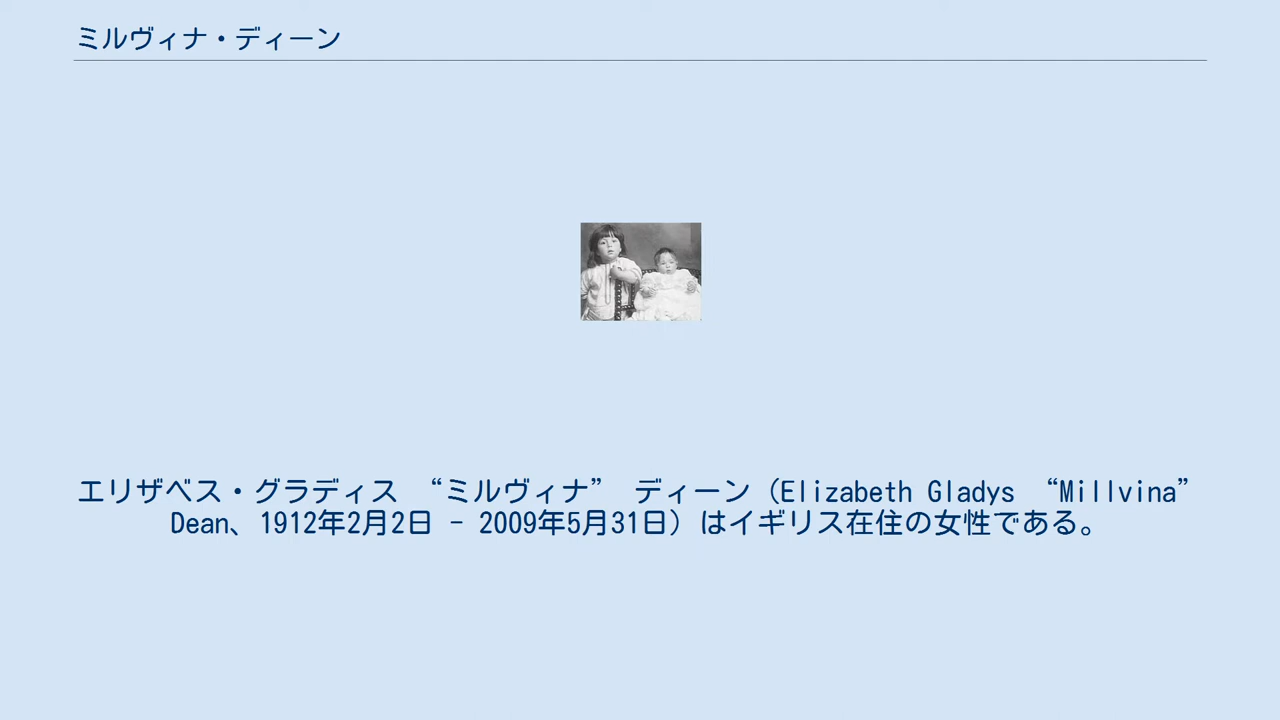 ミルヴィナ・ディーン
エリザベス・グラディス “ミルヴィナ” ディーン（Elizabeth Gladys “Millvina”
Dean、1912年2月2日 - 2009年5月31日）はイギリス在住の女性である。